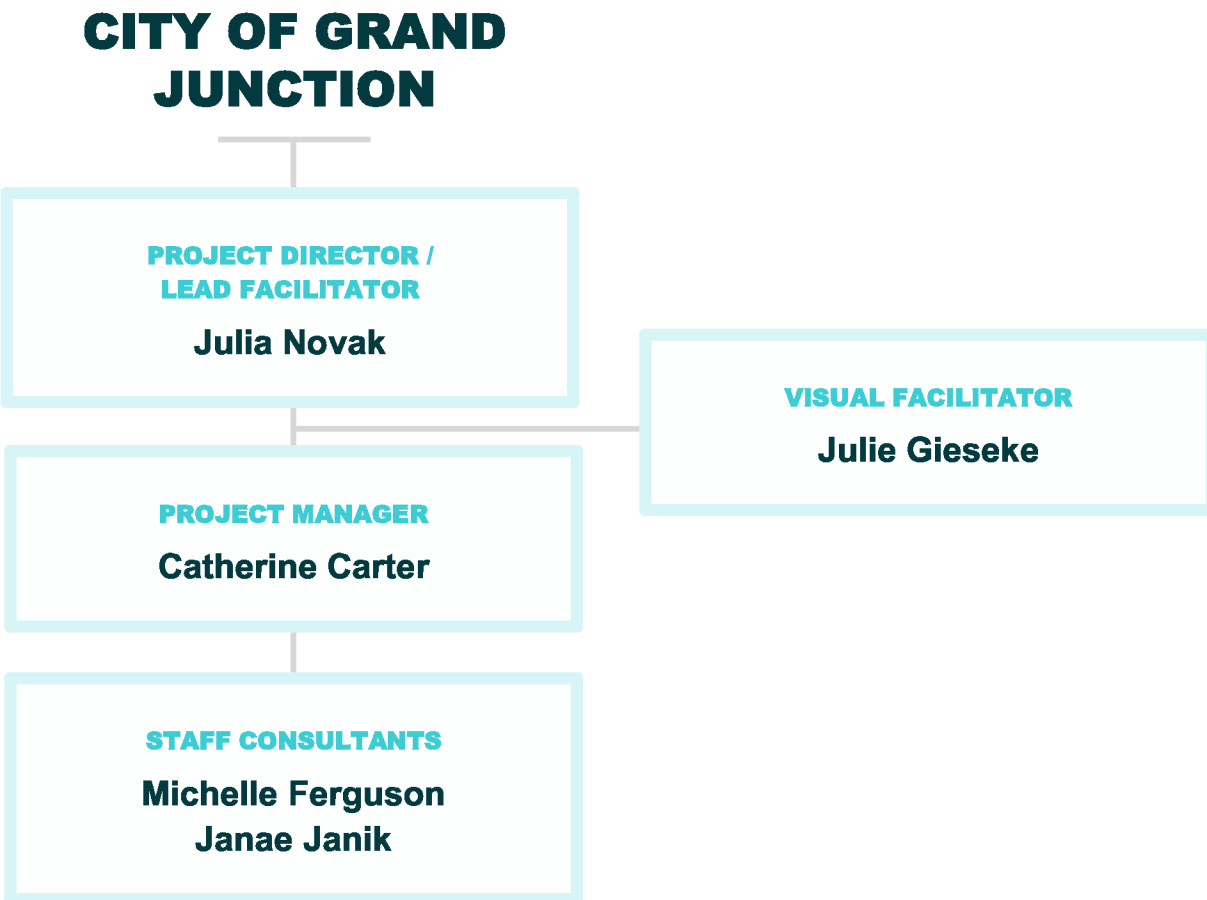 CITY OF GRAND
JUNCTION
PROJECT DIRECTOR /
LEAD FACILITATOR
Julia Novak
VISUAL FACILITATOR
Julie Gieseke
PROJECT MANAGER
Catherine Carter
STAFF CONSULTANTS
Michelle Ferguson
Janae Janik